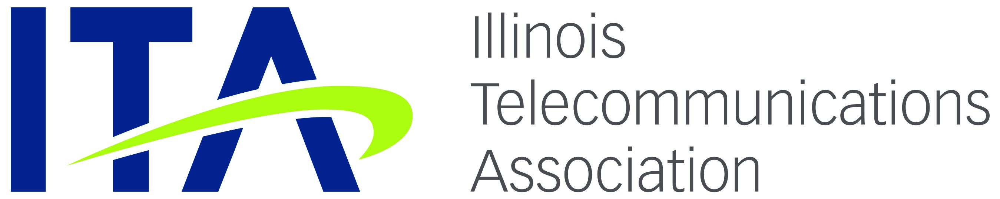 ITA
Illinois
Telecommunications
Association